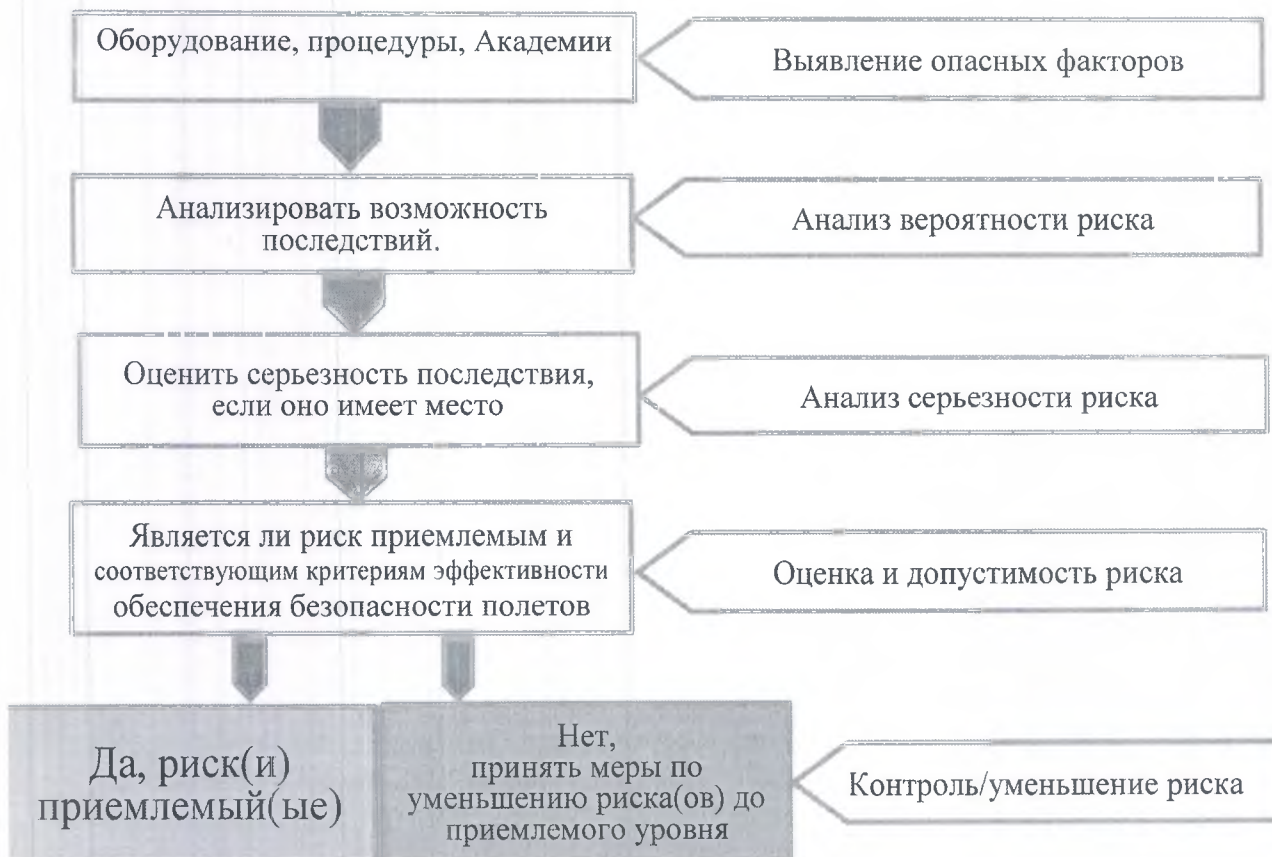 Оборудование, процедуры, Академии
Выявление опасных факторов
Анализировать возможность
последствий.
Анализ вероятности риска
Оценить серьезность последствия,
если оно имеет место
Анализ серьезности риска
Является ли риск приемлемым и
соответствующим критериям эффективности
обеспечения безопасности полетов
Оценка и допустимость риска
Да, риск(и)
приемлемый(ые)
Нет,
принять меры по
уменьшению риска(ов) до
приемлемого уровня
Контроль/уменьшение риска